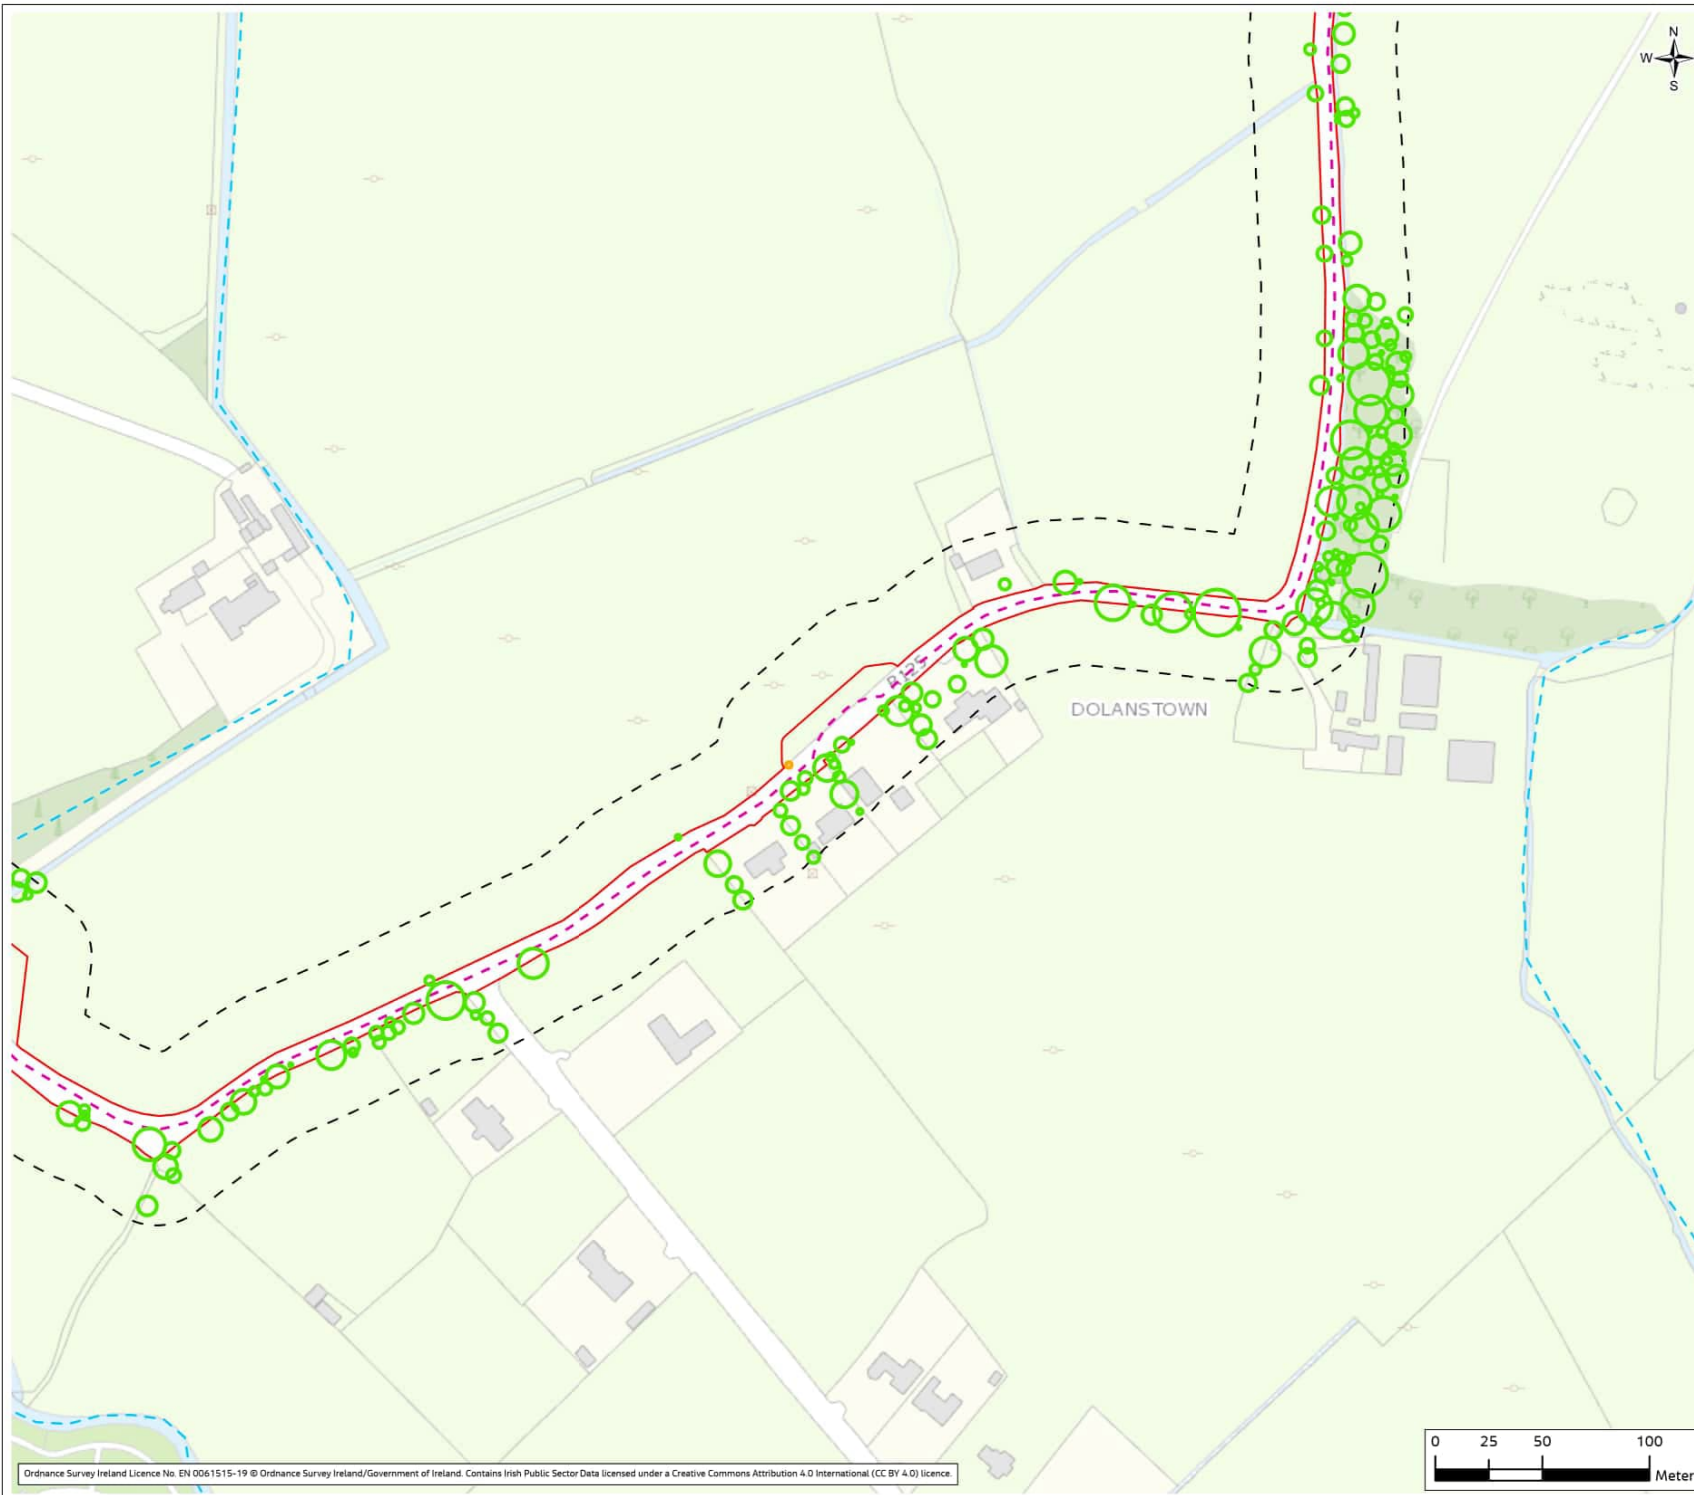 N
W
S
R125
DOLANSTOWN
0 25 50 100
Meter
Ordnance Survey Ireland Licence No. EN 0061515-19 © Ordnance Survey Ireland/Government of Ireland. Contains Irish Public Sector Data licensed under a Creative Commons Attribution 4.0 International (CC BY 4.0) licence.